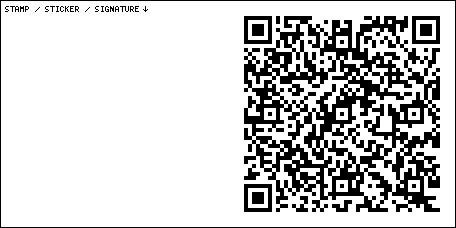 STAMP / STICKER / SIGNATURE ↓